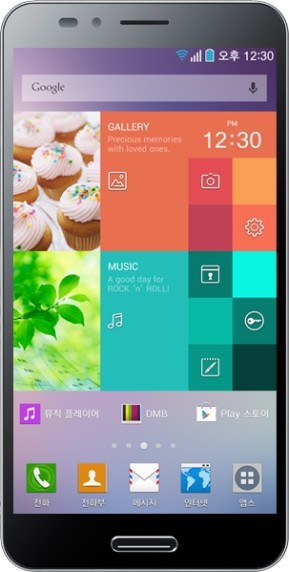 오후 12:30
Google
GALLERY
Precious memories
with loved ones.
PM
12:30
MUSIC
A good day for
ROCK 'n' ROLL!
뮤직 플레이어
DMB
Play 스토어
전화
전화부
메시지
인터넷
앱스